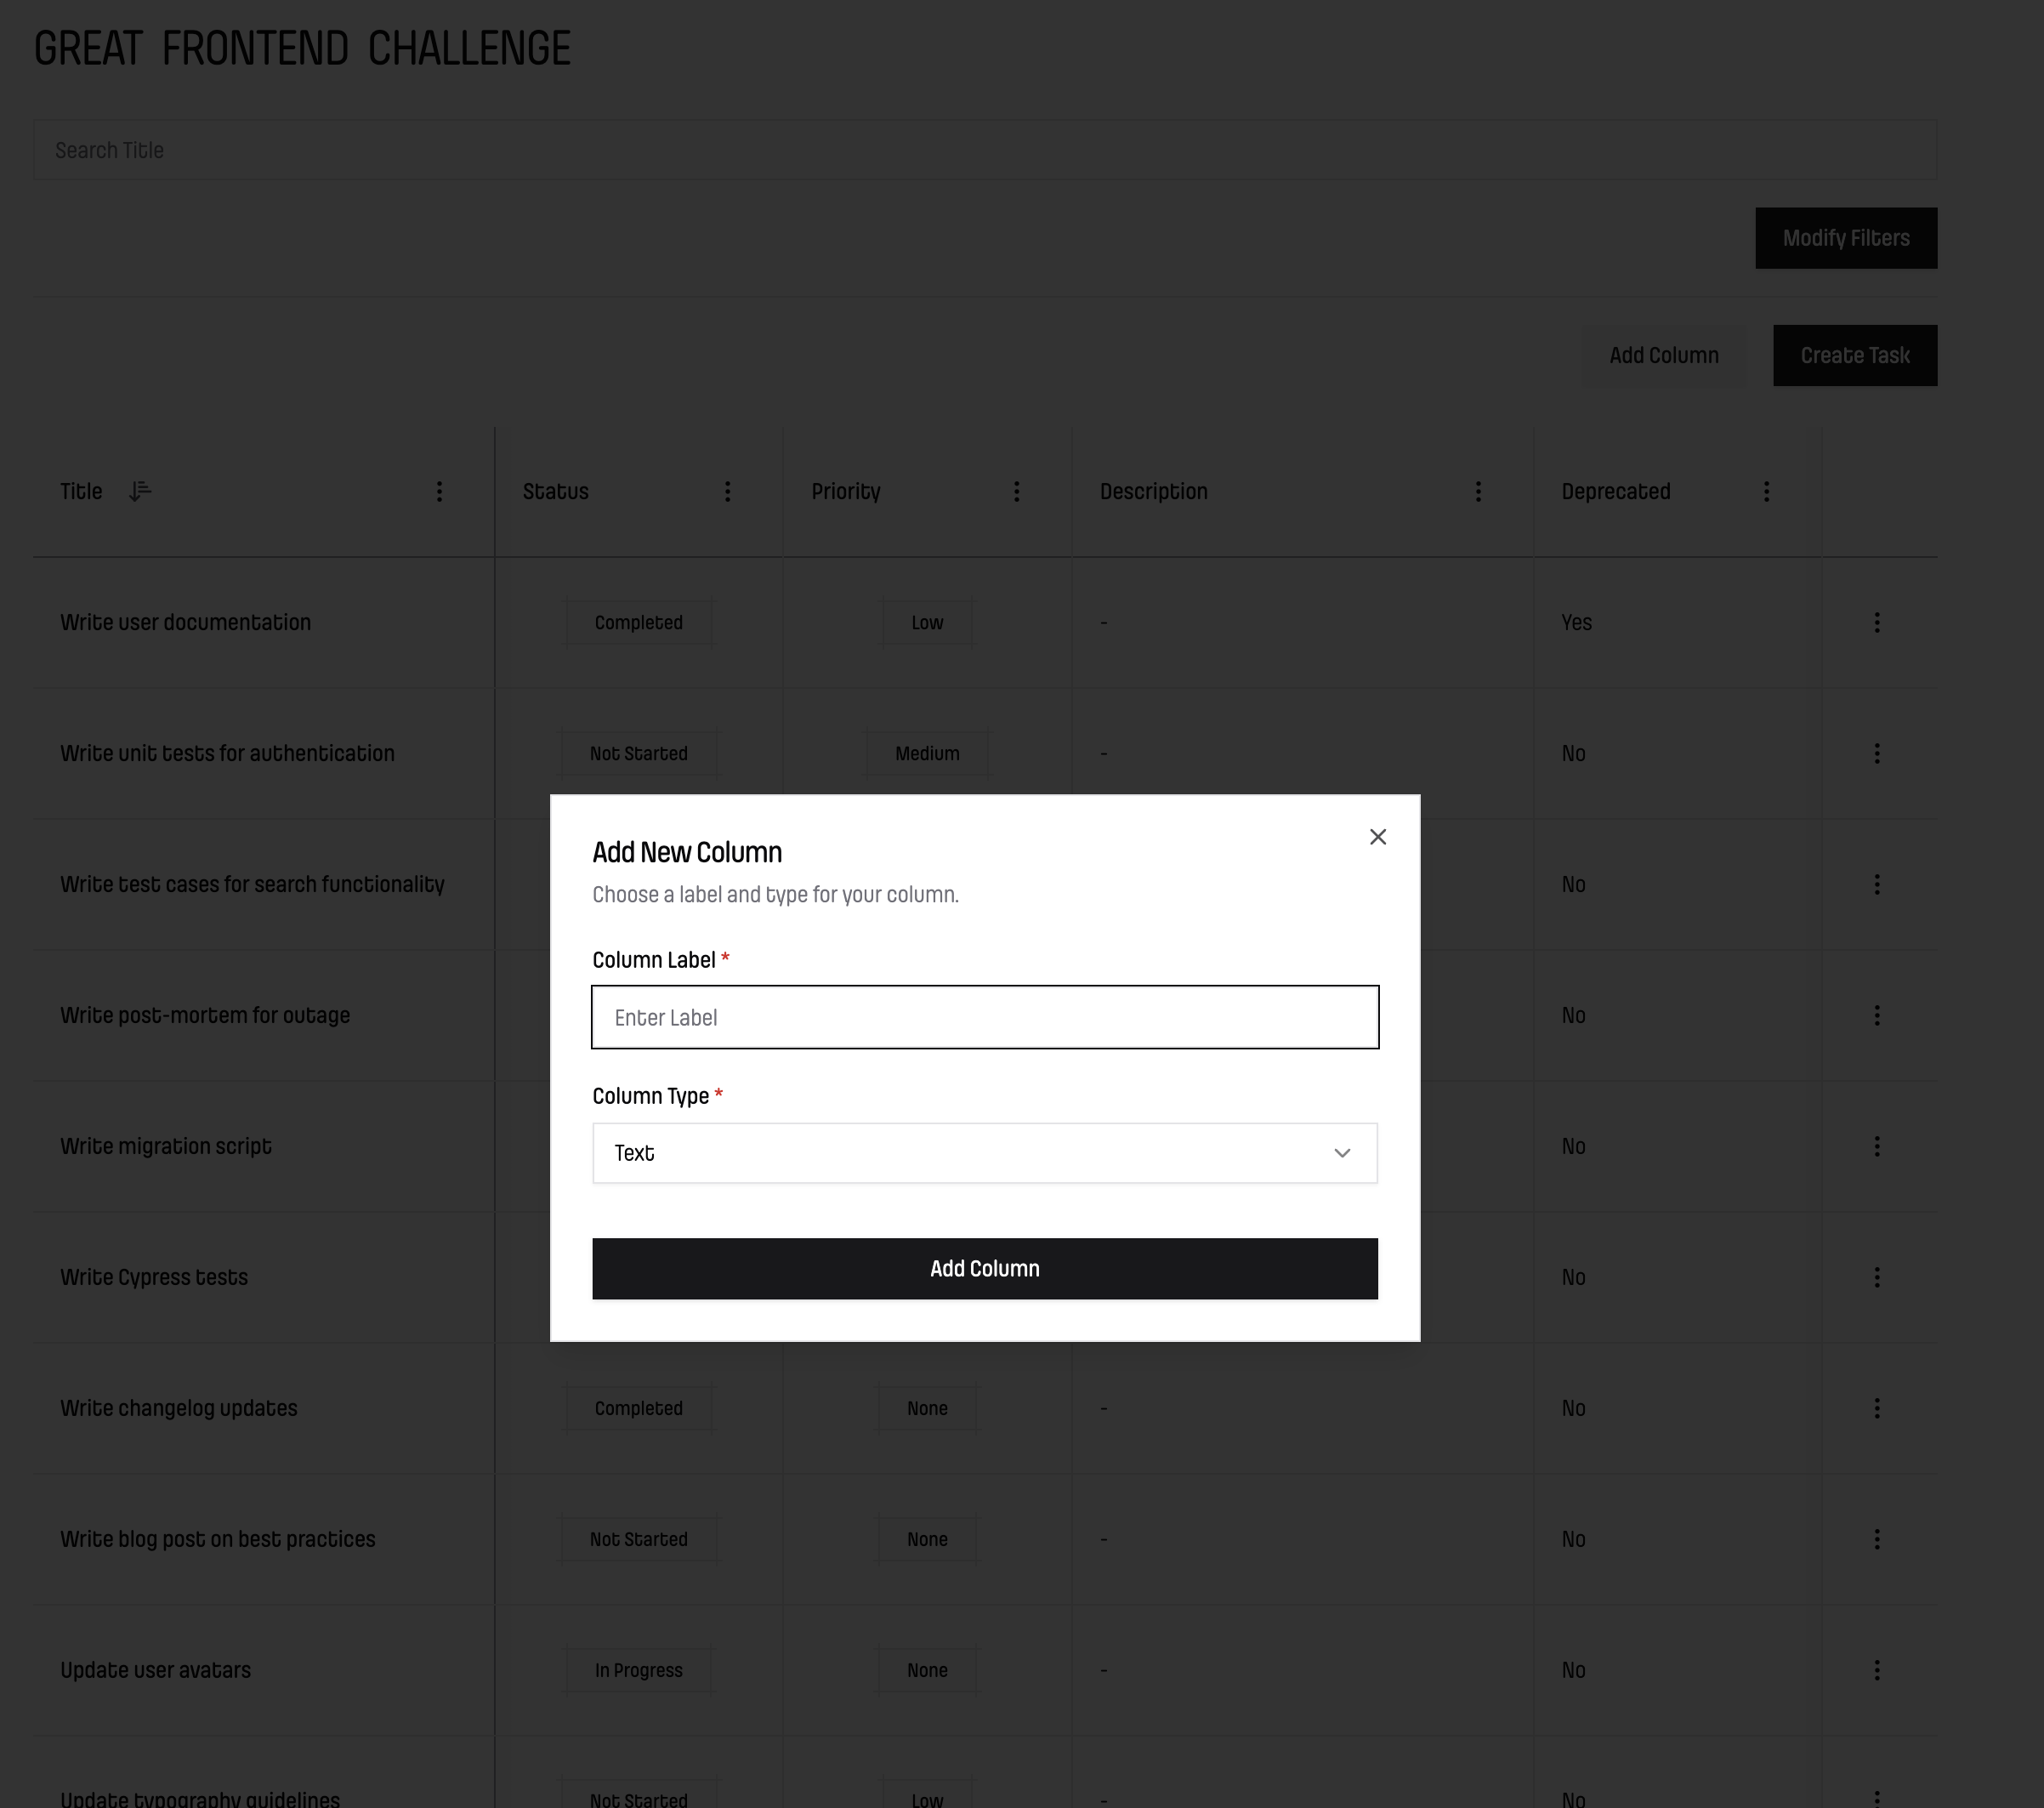 GREAT FRONTEND CHALLENGE
Search Title
Modify Filters
Add Column Create Task
Title Status Priority Description Deprecated
Write user documentation Completed Low - Yes
Write unit tests for authentication Not Started Medium - No
Add New Column
Choose a label and type for your column.
Column Label *
Enter Label
Column Type *
Text
Add Column
Write test cases for search functionality No
Write post-mortem for outage No
Write migration script No
Write Cypress tests No
Write changelog updates Completed None - No
Write blog post on best practices Not Started None - No
Update user avatars In Progress None - No
Update typography guidelines Not Started Low - No